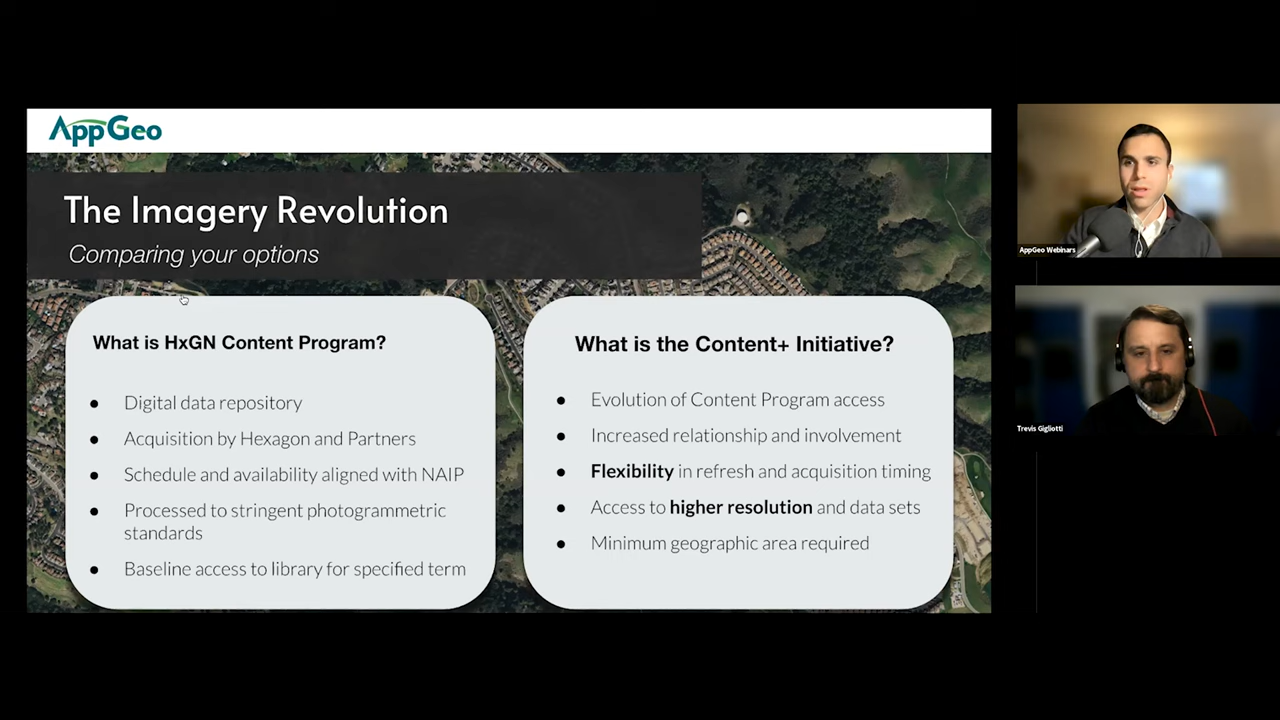 AppGeo
The Imagery Revolution
Comparing your options
What is HxGN Content Program?
● Digital data repository
● Acquisition by Hexagon and Partners
● Schedule and availability aligned with NAIP
● Processed to stringent photogrammetric
standards
● Baseline access to library for specified term
What is the Content+ Initiative?
● Evolution of Content Program access
● Increased relationship and involvement
● Flexibility in refresh and acquisition timing
● Access to higher resolution and data sets
● Minimum geographic area required
AppGeo Webinars
Trevis Gigliotti